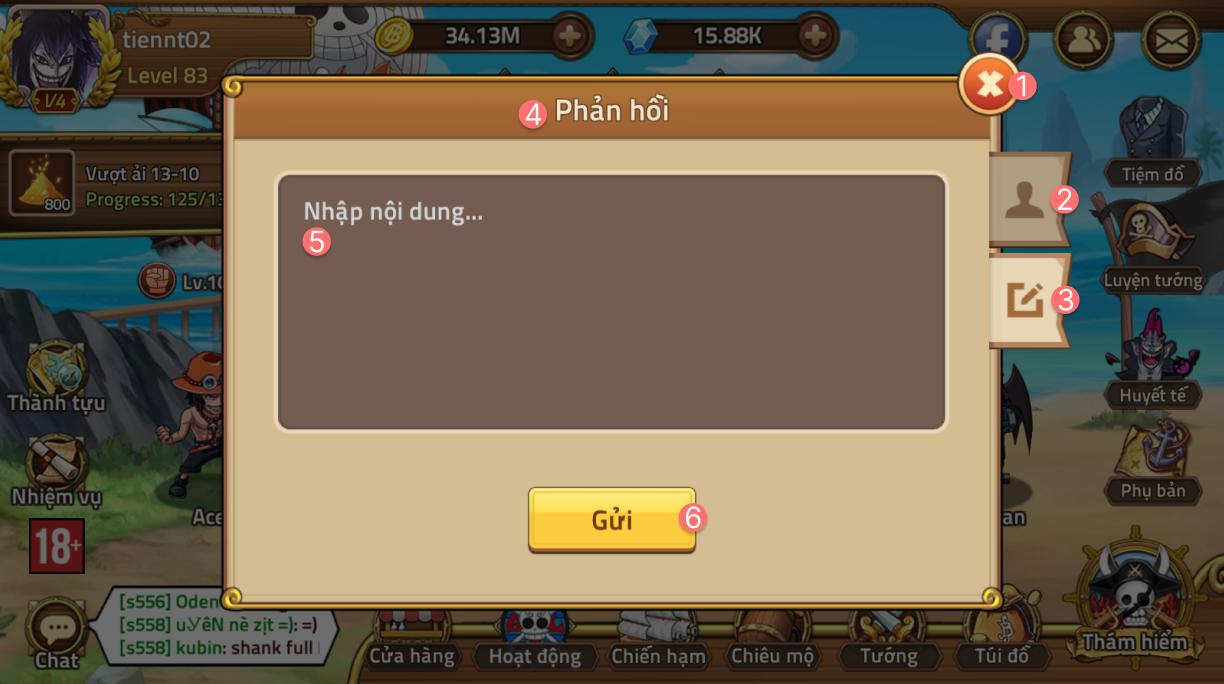 tiennt02
34.13M
15.88K
Level 83
1/4
1
4 Phản hồi
Tiệm đồ
Vượt ải 13-10
Progress: 125/13
800
2
Nhập nội dung...
5
Luyện tướng
Lv.10
3
Thành tựu
Huyết tế
Nhiệm vụ
Phụ bản
Ace
Gửi 6
an
18+
[s556] Oden
[s558] uYêN nè zịt =): =)
[s558] kubin: shank full
Chat
Cửa hàng
Hoạt động
Chiến hạm
Chiêu mộ
Tướng
Túi đồ
Thám hiểm